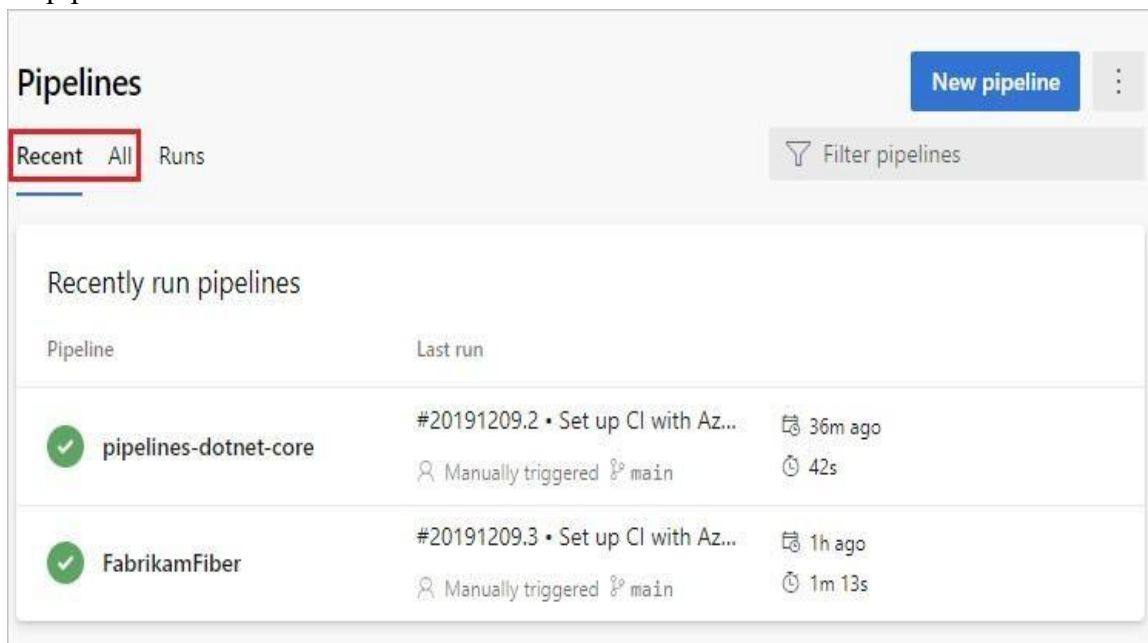 Pipelines
New pipeline
Recent All Runs
Filter pipelines
Recently run pipelines
Pipeline Last run
#20191209.2 • Set up CI with Az... 36m ago
pipelines-dotnet-core
Manually triggered main 42s
#20191209.3 • Set up CI with Az... 1h ago
FabrikamFiber
Manually triggered main 1m 13s